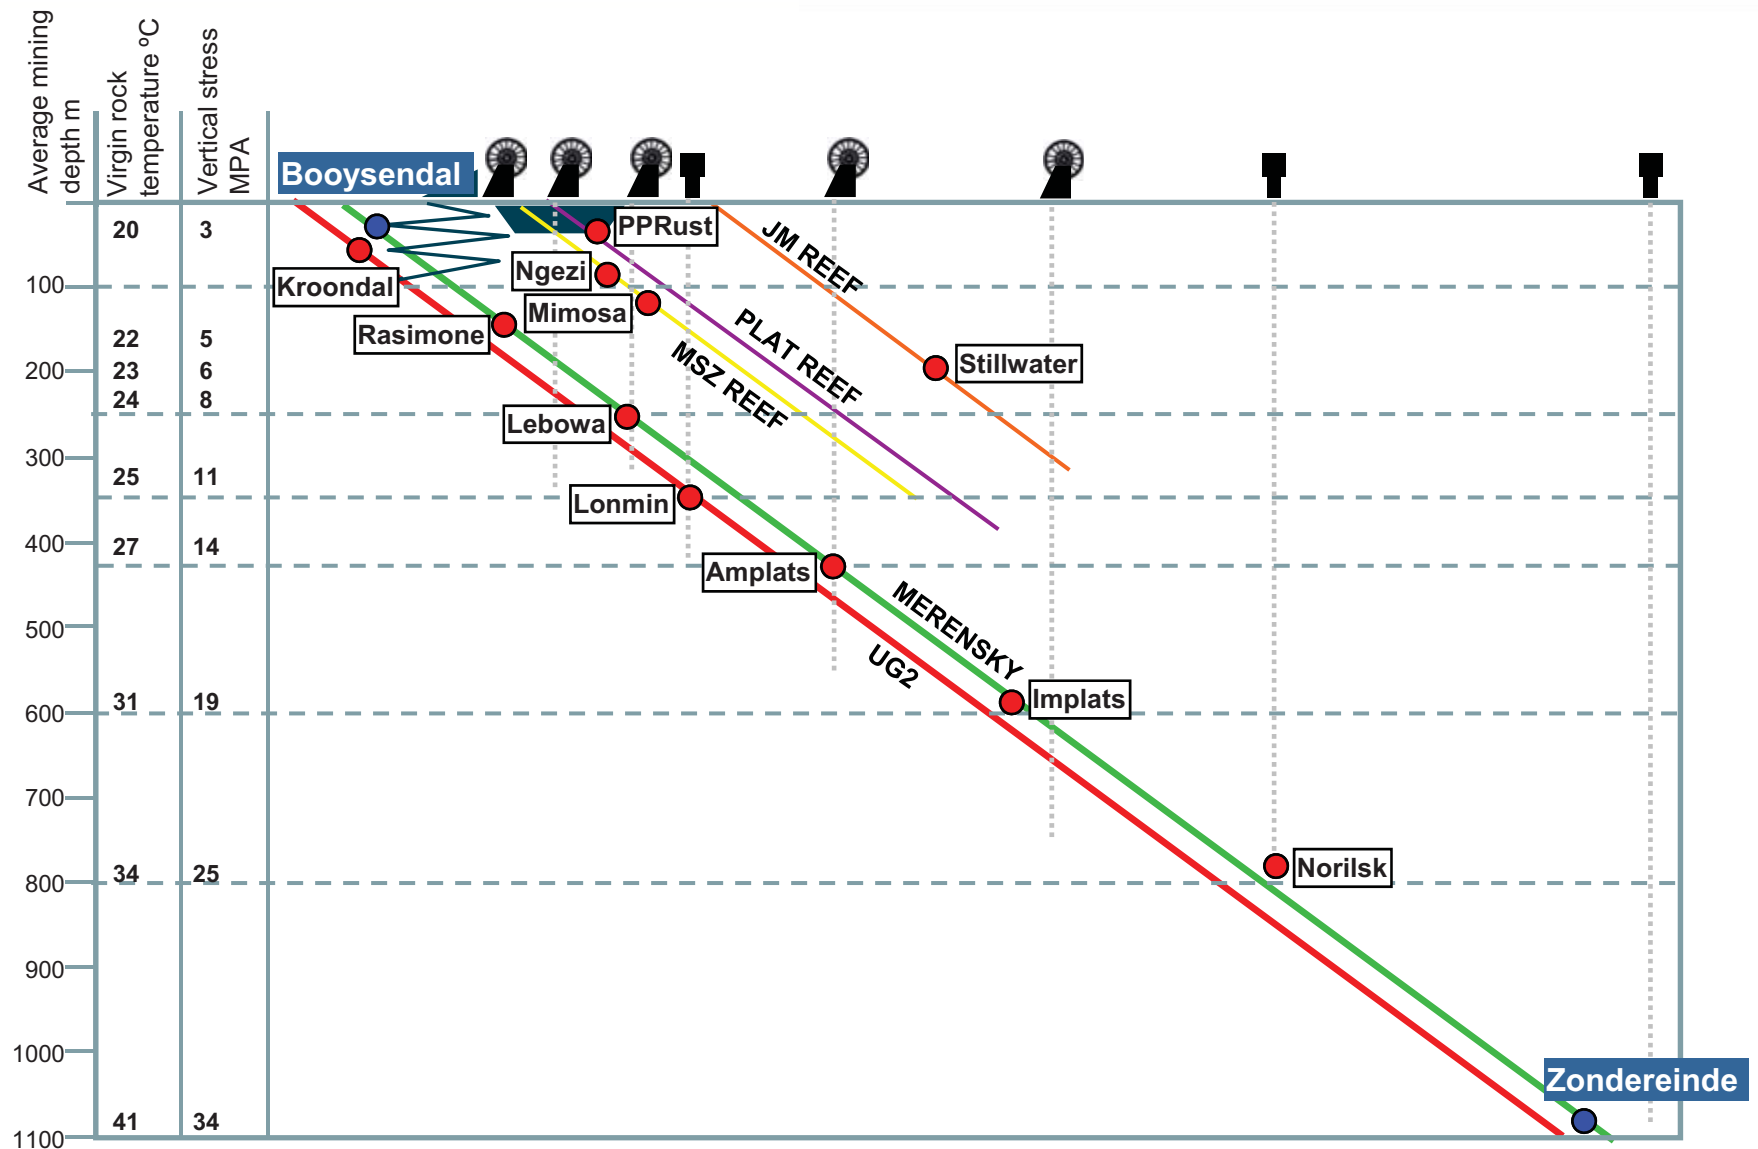 Average mining
depth m
Virgin rock
temperature ºC
Vertical stress
MPA
Booysendal
20 3
PPRust
JM REEF
Ngezi
100
Kroondal
Mimosa
Rasimone
22 5
PLAT REEF
MSZ REEF
Stillwater
200
23 6
24 8
Lebowa
300
25 11
Lonmin
400
27 14
Amplats
MERENSKY
UG2
500
Implats
31 19
600
700
Norilsk
34 25
800
900
1000
Zondereinde
41 34
1100